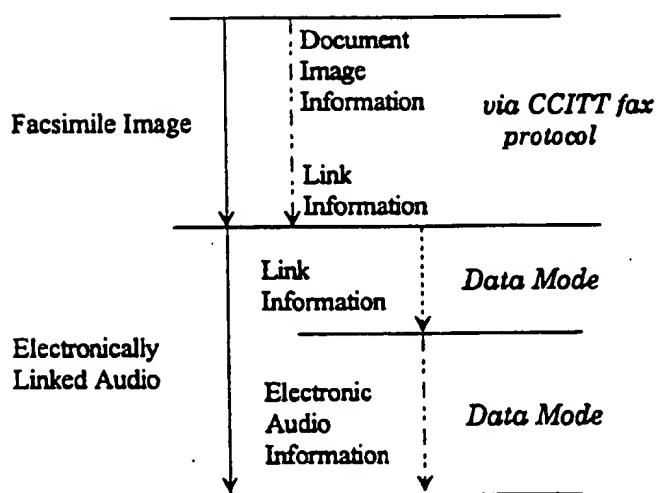 Document
Image
Information
Facsimile Image
via CCITT fax
protocol
Link
Information
Link
Information
Data Mode
Electronically
Linked Audio
Electronic
Audio
Information
Data Mode